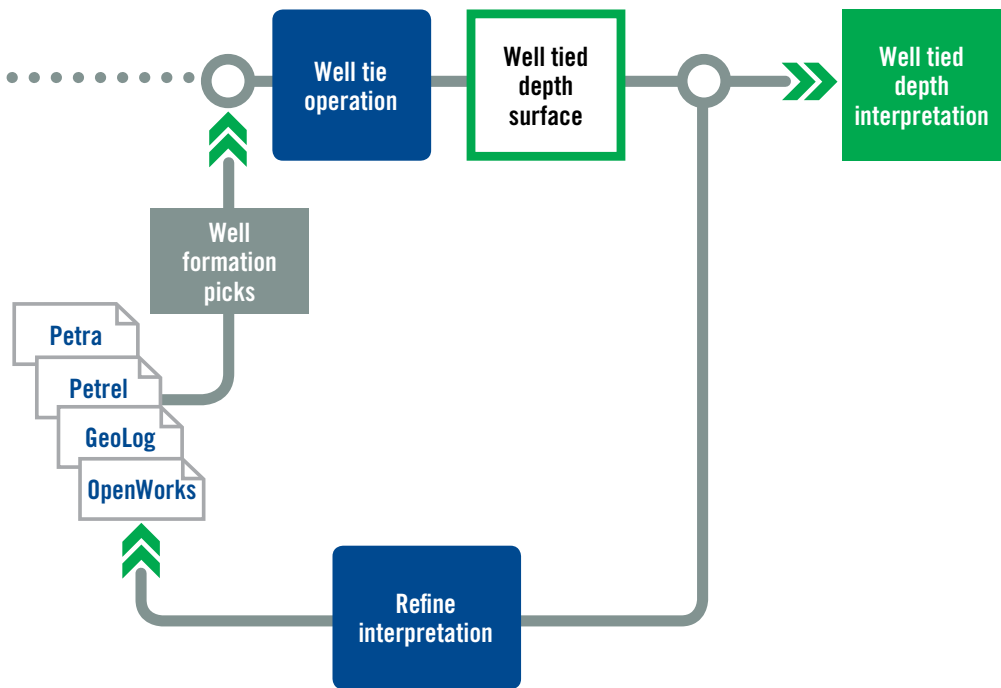 Well tie
operation
Well tied
depth
surface
Well tied
depth
interpretation
Well
formation
picks
Petra
Petrel
GeoLog
OpenWorks
Refine
interpretation